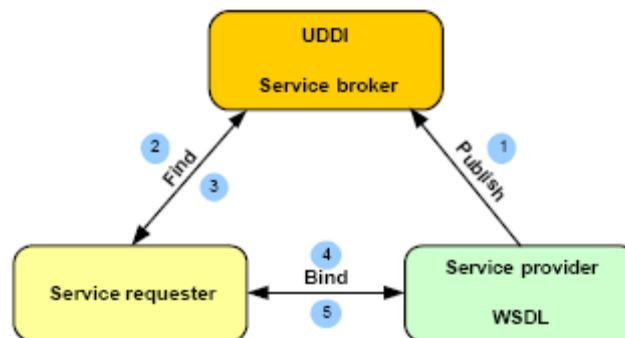 UDDI
Service broker
2
Find
3
1
Publish
Service requester
4
Bind
5
Service provider
WSDL